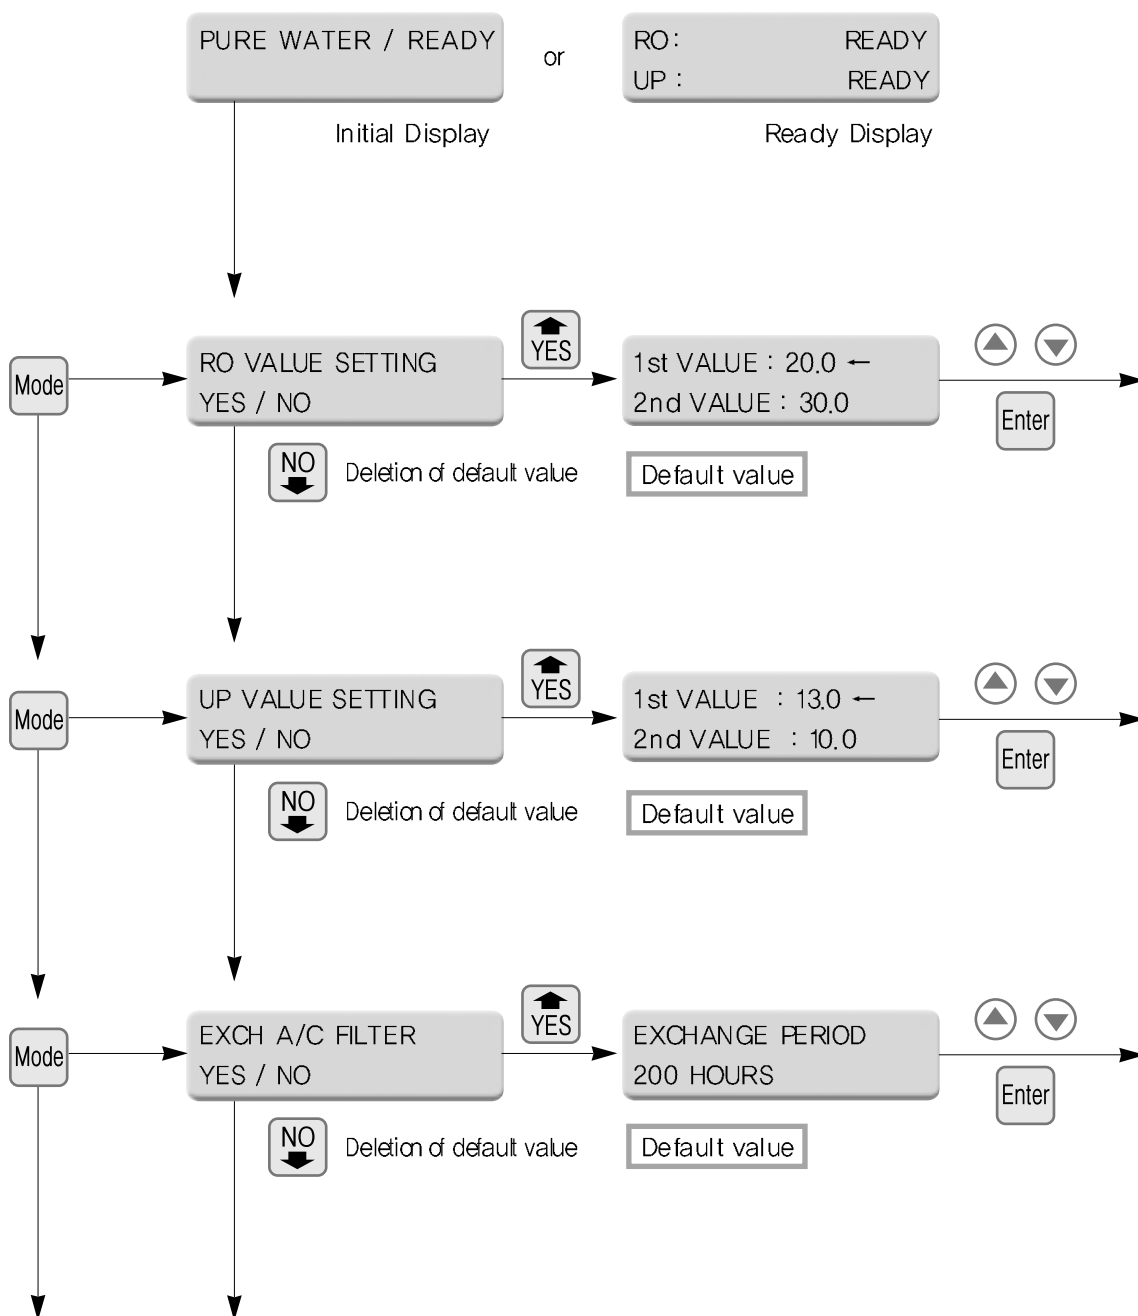 PURE WATER / READY
or
RO : READY
UP : READY
Initial Display
Ready Display
Mode
RO VALUE SETTING
YES / NO
YES
1st VALUE : 20.0 ←
2nd VALUE : 30.0
Enter
NO
Deletion of default value
Default value
Mode
UP VALUE SETTING
YES / NO
YES
1st VALUE : 13.0 ←
2nd VALUE : 10.0
Enter
NO
Deletion of default value
Default value
Mode
EXCH A/C FILTER
YES / NO
YES
EXCHANGE PERIOD
200 HOURS
Enter
NO
Deletion of default value
Default value